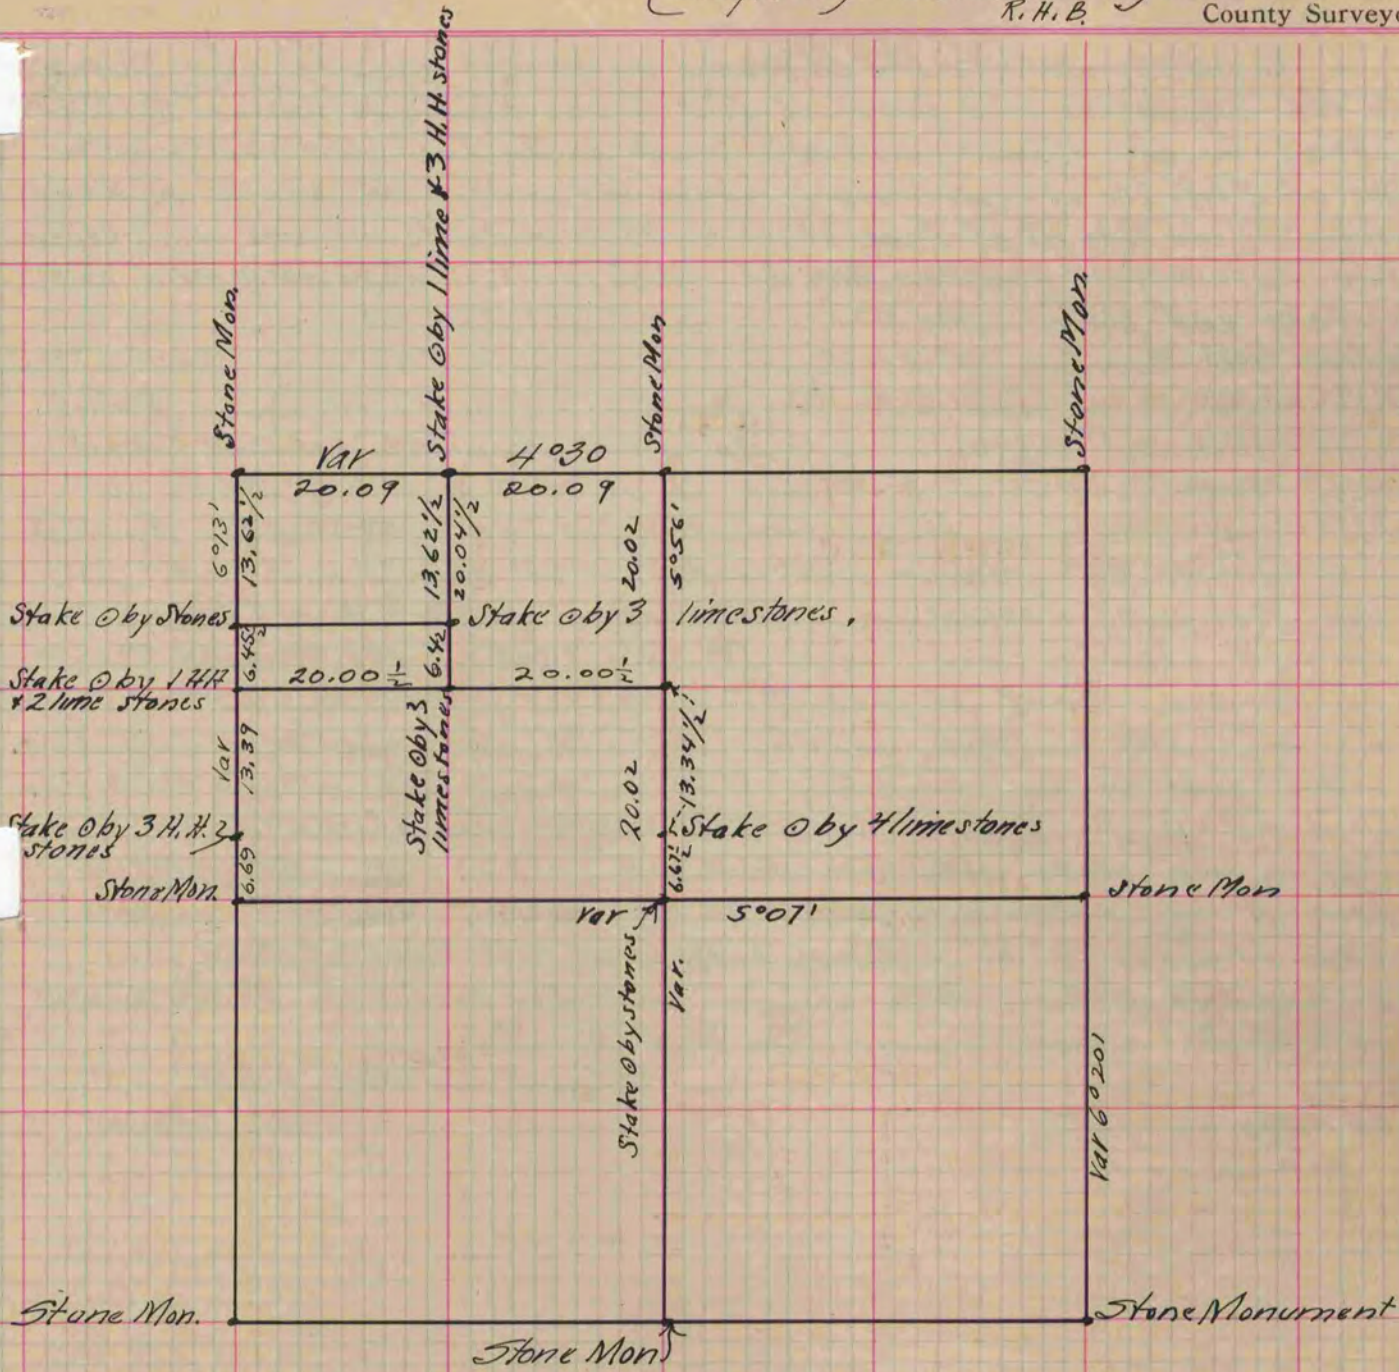 R.H.B.
County Surveyo
Stone Mon.
Stake ⊙ by 1 lime & 3 H.H. stones
Stone Mon
Stone Mon.
Var
4°30
20.09
20.09
6°13'
13.62½
13.62½
20.04½
20.02
5°56'
Stake ⊙ by Stones
Stake ⊙ by 3 limestones.
6.45½
6.42
Stake ⊙ by 1 HH
& 2 lime stones
20.00½
20.00½
Var
13.39
Stake ⊙ by 3
limestones
20.02
13.34½
Stake ⊙ by 3 H.H.
stones
Stake ⊙ by 4 limestones
6.69
6.67½
Stone Mon.
Stone Mon
Var
5°07'
Stake ⊙ by stones
Var.
Var 6°20'
Stone Mon.
Stone Monument
Stone Mon